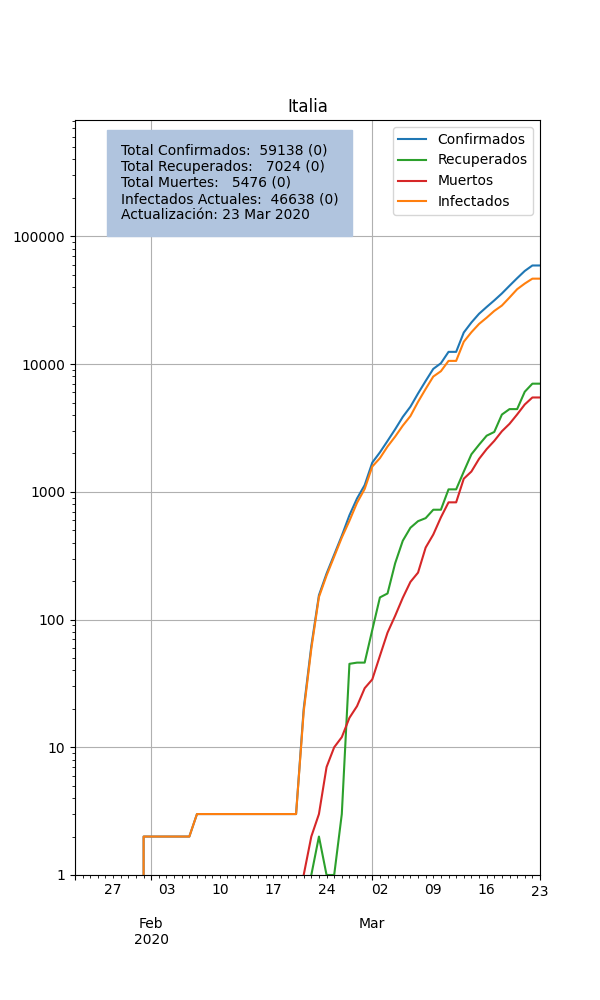 Italia
Total Confirmados:  59138 (0)
Total Recuperados:   7024 (0)
Total Muertes:   5476 (0)
Infectados Actuales:  46638 (0)
Actualización: 23 Mar 2020
Confirmados
Recuperados
Muertos
Infectados
100000
10000
1000
100
10
1
27 03 10 17 24 02 09 16 23
Feb Mar
2020